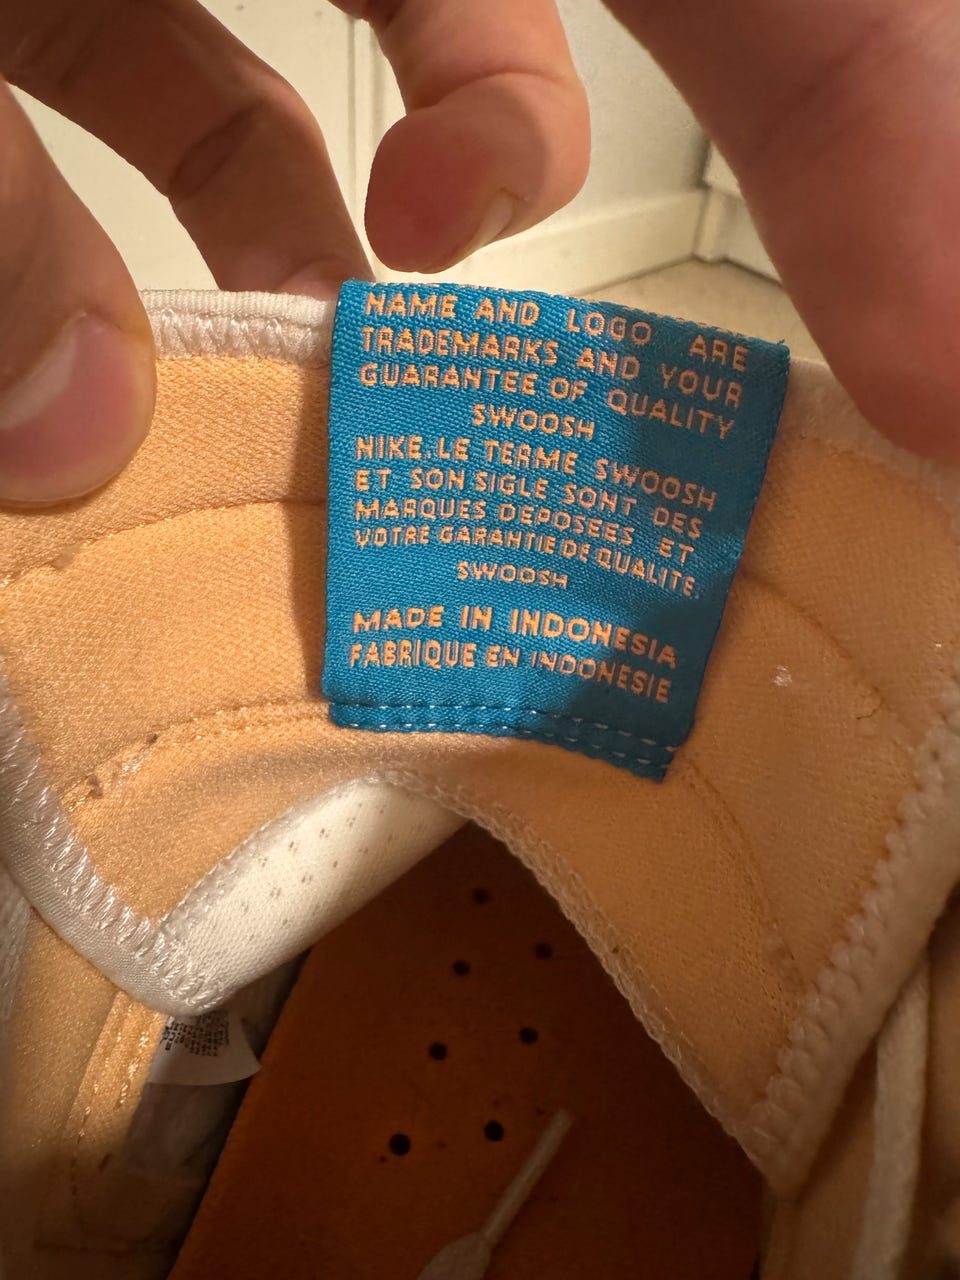 NAME AND LOGO ARE
TRADEMARKS AND YOUR
GUARANTEE OF QUALITY
SWOOSH
NIKE.LE TERME SWOOSH
ET SON SIGLE SONT DES
MARQUES DEPOSEES ET
VOTRE GARANTIE DE QUALITE.
SWOOSH
MADE IN INDONESIA
FABRIQUE EN INDONESIE